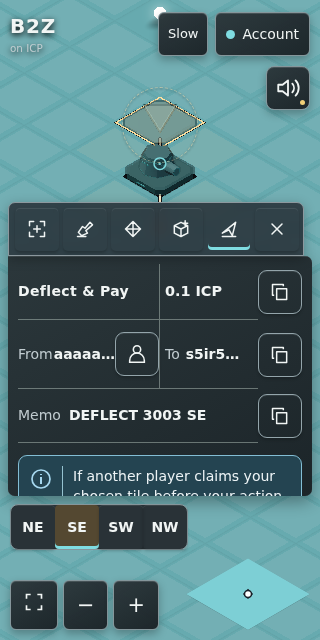 B2Z
on ICP
Slow
Account
Deflect & Pay
0.1 ICP
From aaaaa...
To s5ir5...
Memo DEFLECT 3003 SE
If another player claims your
chosen tile before your action
NE SE SW NW